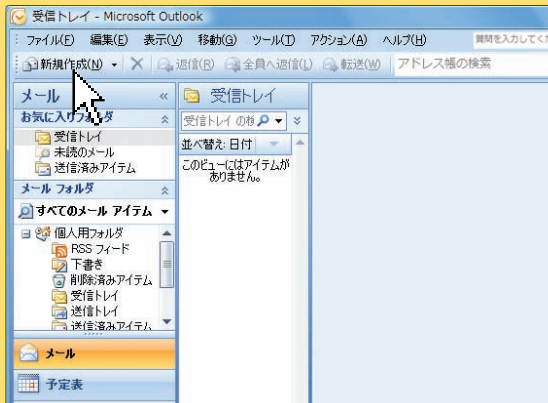 受信トレイ - Microsoft Outlook
ファイル(F) 編集(E) 表示(V) 移動(G) ツール(T) アクション(A) ヘルプ(H) 質問を入力してく
新規作成(N) 返信(R) 全員へ返信(L) 転送(W) アドレス帳の検索
メール
お気に入りフォルダ
受信トレイ
未読のメール
送信済みアイテム
メール フォルダ
すべてのメール アイテム
個人用フォルダ
RSS フィード
下書き
削除済みアイテム
受信トレイ
送信トレイ
送信済みアイテム
メール
予定表
受信トレイ
受信トレイ の検
並べ替え: 日付
このビューにはアイテムが
ありません。